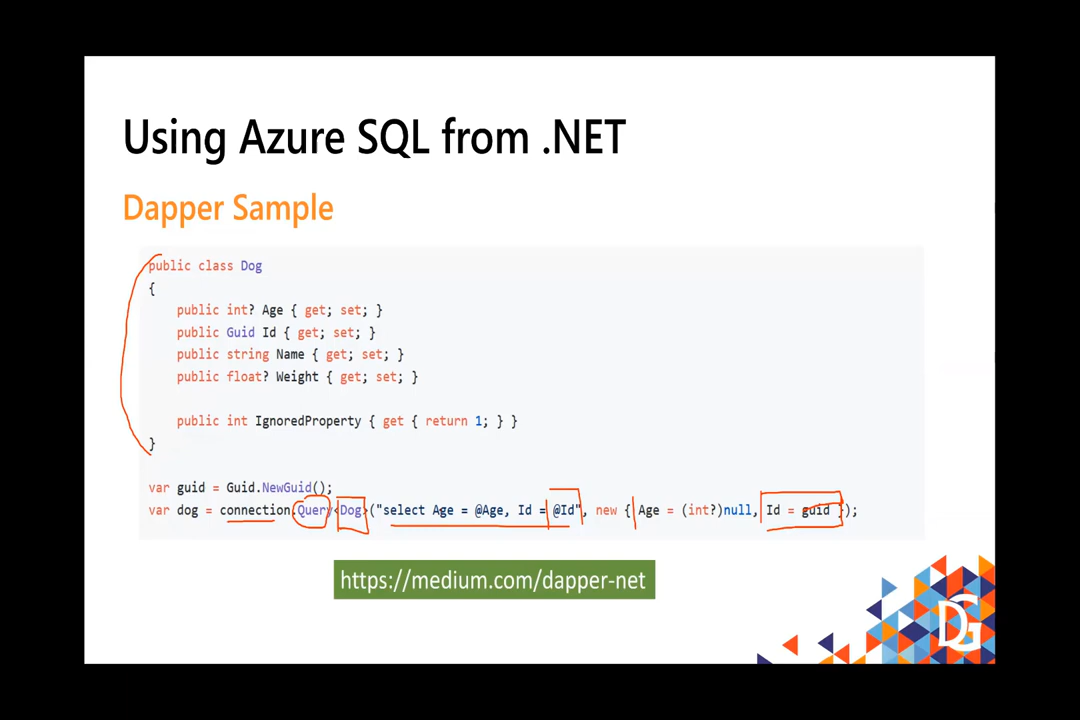 Using Azure SQL from .NET
Dapper Sample
public class Dog
{
public int? Age { get; set; }
public Guid Id { get; set; }
public string Name { get; set; }
public float? Weight { get; set; }
public int IgnoredProperty { get { return 1; } }
}
var guid = Guid.NewGuid();
var dog = connection.Query<Dog>("select Age = @Age, Id = @Id", new { Age = (int?)null, Id = guid });
https://medium.com/dapper-net
DG